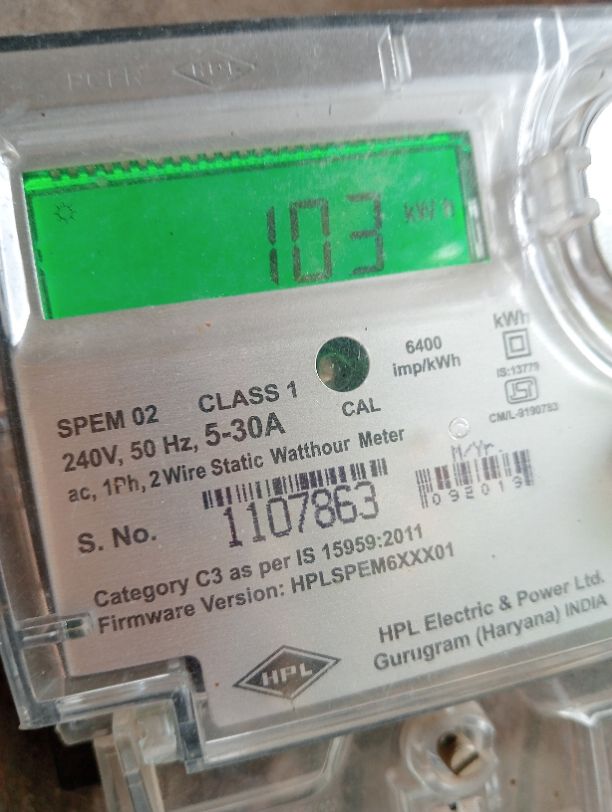 HPL
103 kWh
6400
imp/kWh
kWh
IS:13779
CM/L-9190793
SPEM 02 CLASS 1
CAL
240V, 50 Hz, 5-30A
ac, 1Ph, 2 Wire Static Watthour Meter
M/Yr.
092019
S. No. 1107863
Category C3 as per IS 15959:2011
Firmware Version: HPLSPEM6XXX01
HPL Electric & Power Ltd.
Gurugram (Haryana) INDIA
HPL